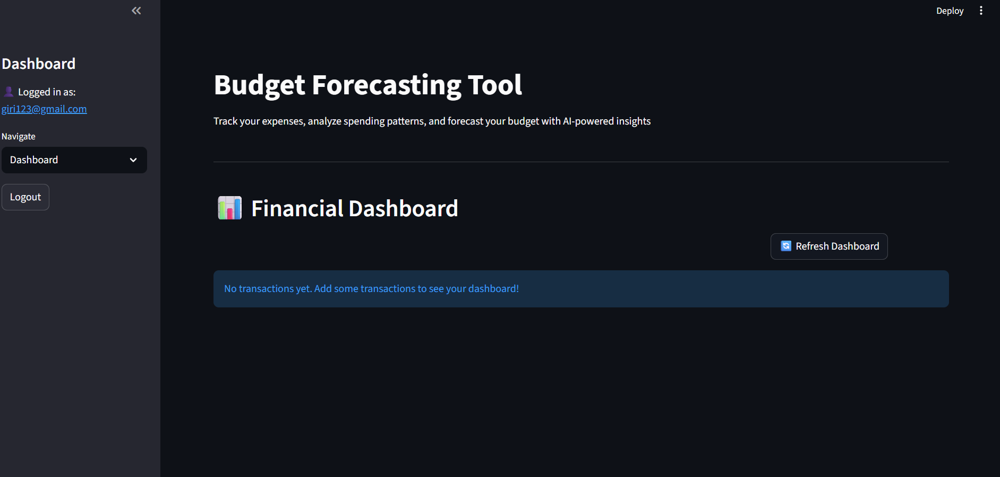 Deploy
Dashboard
Logged in as:
giri123@gmail.com
Navigate
Dashboard
Logout
Budget Forecasting Tool
Track your expenses, analyze spending patterns, and forecast your budget with AI-powered insights
Financial Dashboard
Refresh Dashboard
No transactions yet. Add some transactions to see your dashboard!